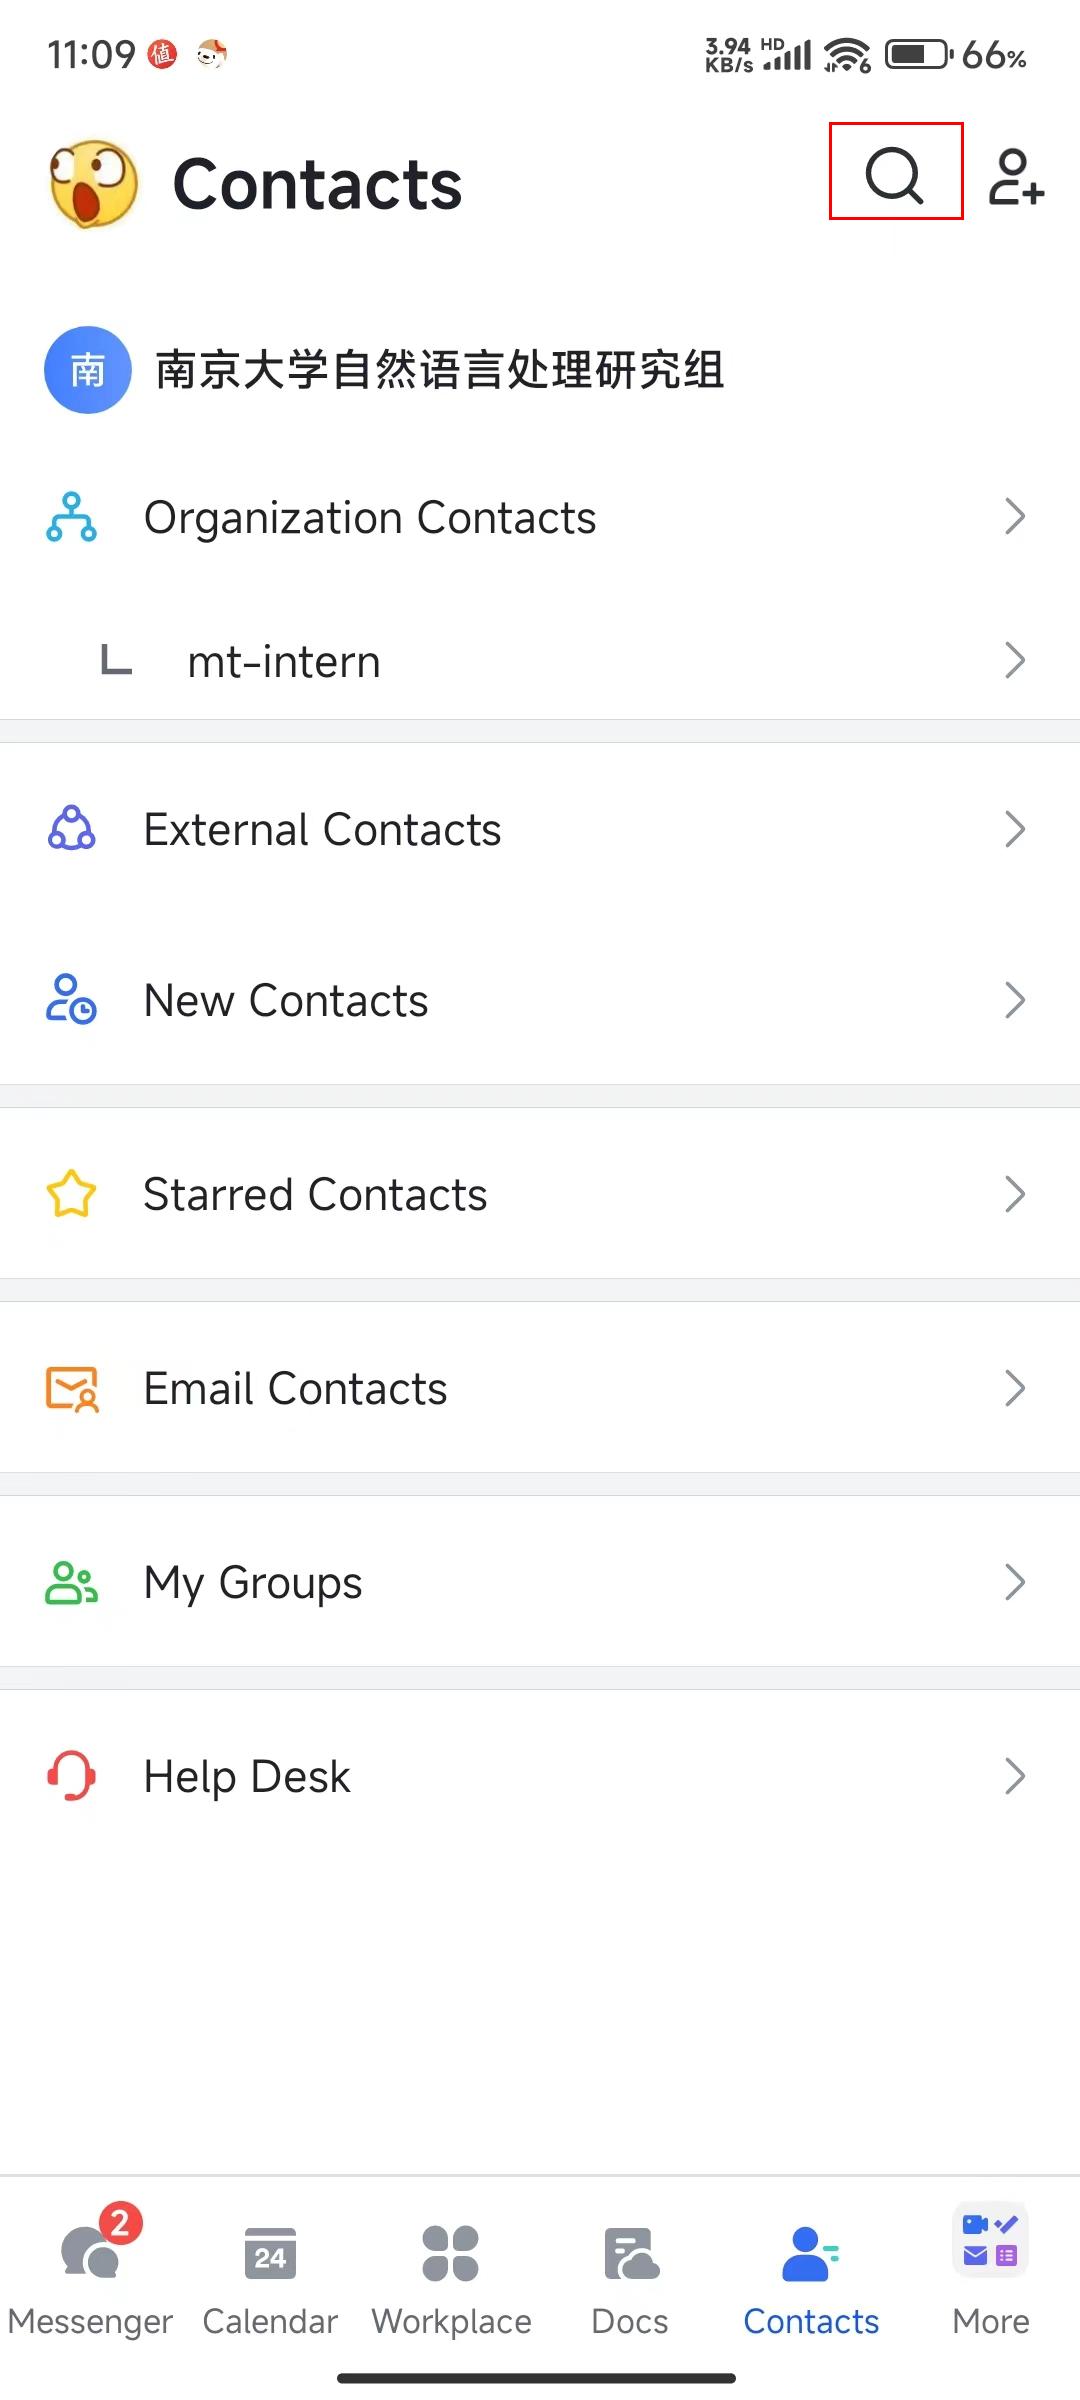 11:09 值 3.94 KB/s HD 6 66%
Contacts
南 南京大学自然语言处理研究组
Organization Contacts
mt-intern
External Contacts
New Contacts
Starred Contacts
Email Contacts
My Groups
Help Desk
2
24
Messenger Calendar Workplace Docs Contacts More